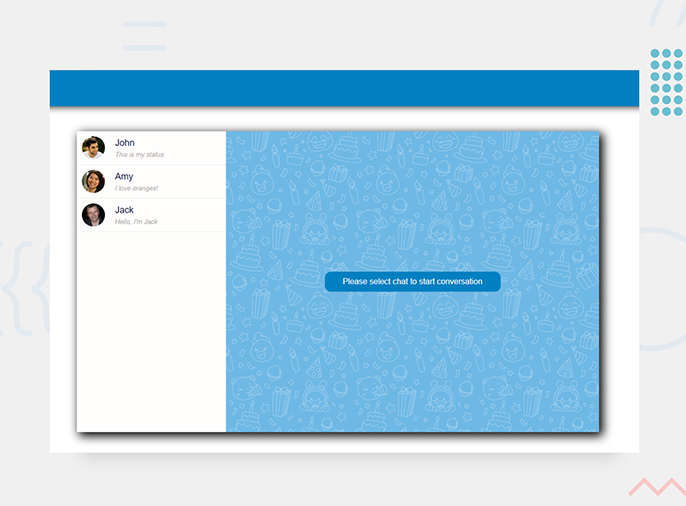 John
This is my status
Amy
I love oranges!
Jack
Hello, I'm Jack
Please select chat to start conversation